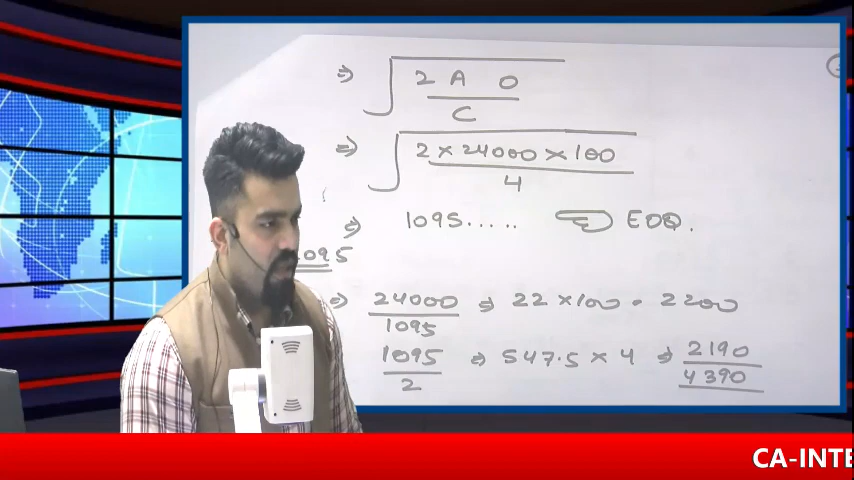 ⇒ √ 2 A O
C
⇒ √ 2 × 24000 × 100
4
⇒ 1095..... EOQ.
1095
⇒ 24000 ⇒ 22 × 100 = 2200
1095
1095 ⇒ 547.5 × 4 ⇒ 2190
2 4390
CA-INTE